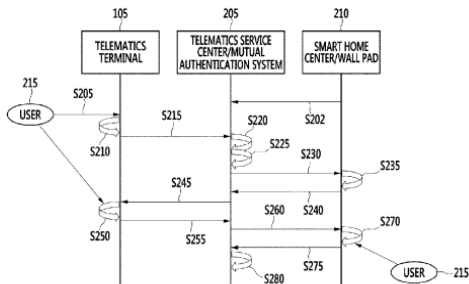 105
205
210
TELEMATICS
TERMINAL
TELEMATICS SERVICE
CENTER/MUTUAL
AUTHENTICATION SYSTEM
SMART HOME
CENTER/WALL PAD
215
S205
USER
S202
S210
S215
S220
S225
S230
S235
S245
S240
S250
S255
S260
S270
S275
S280
USER
215